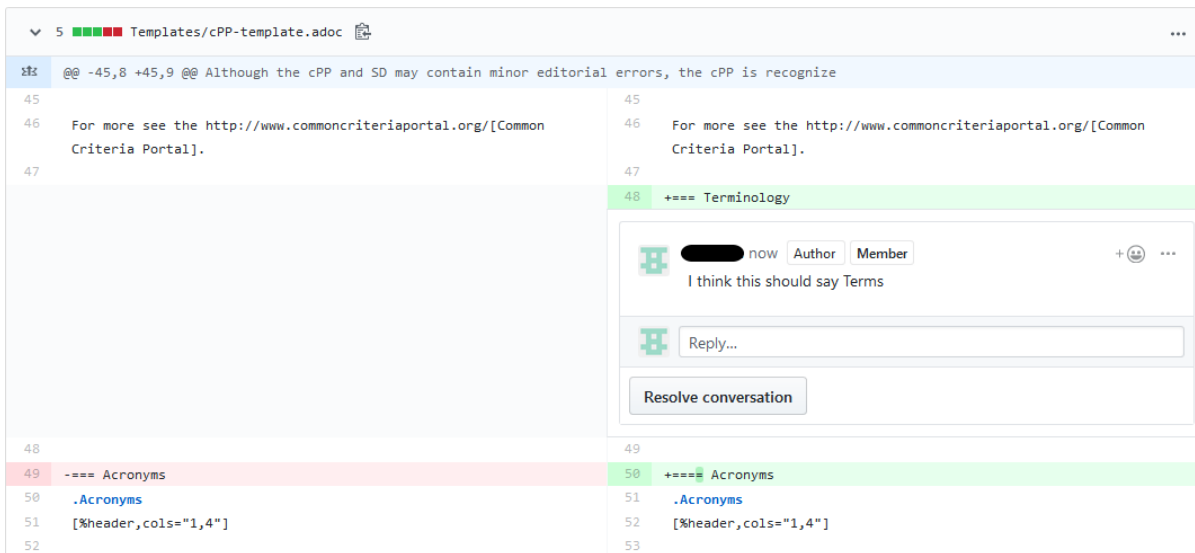 5 Templates/cPP-template.adoc
@@ -45,8 +45,9 @@ Although the cPP and SD may contain minor editorial errors, the cPP is recognize
45 45
46 For more see the http://www.commoncriteriaportal.org/[Common 46 For more see the http://www.commoncriteriaportal.org/[Common
Criteria Portal]. Criteria Portal].
47 47
48 +=== Terminology
now Author Member
I think this should say Terms
Reply...
Resolve conversation
48 49
49 -=== Acronyms 50 +==== Acronyms
50 .Acronyms 51 .Acronyms
51 [%header,cols="1,4"] 52 [%header,cols="1,4"]
52 53